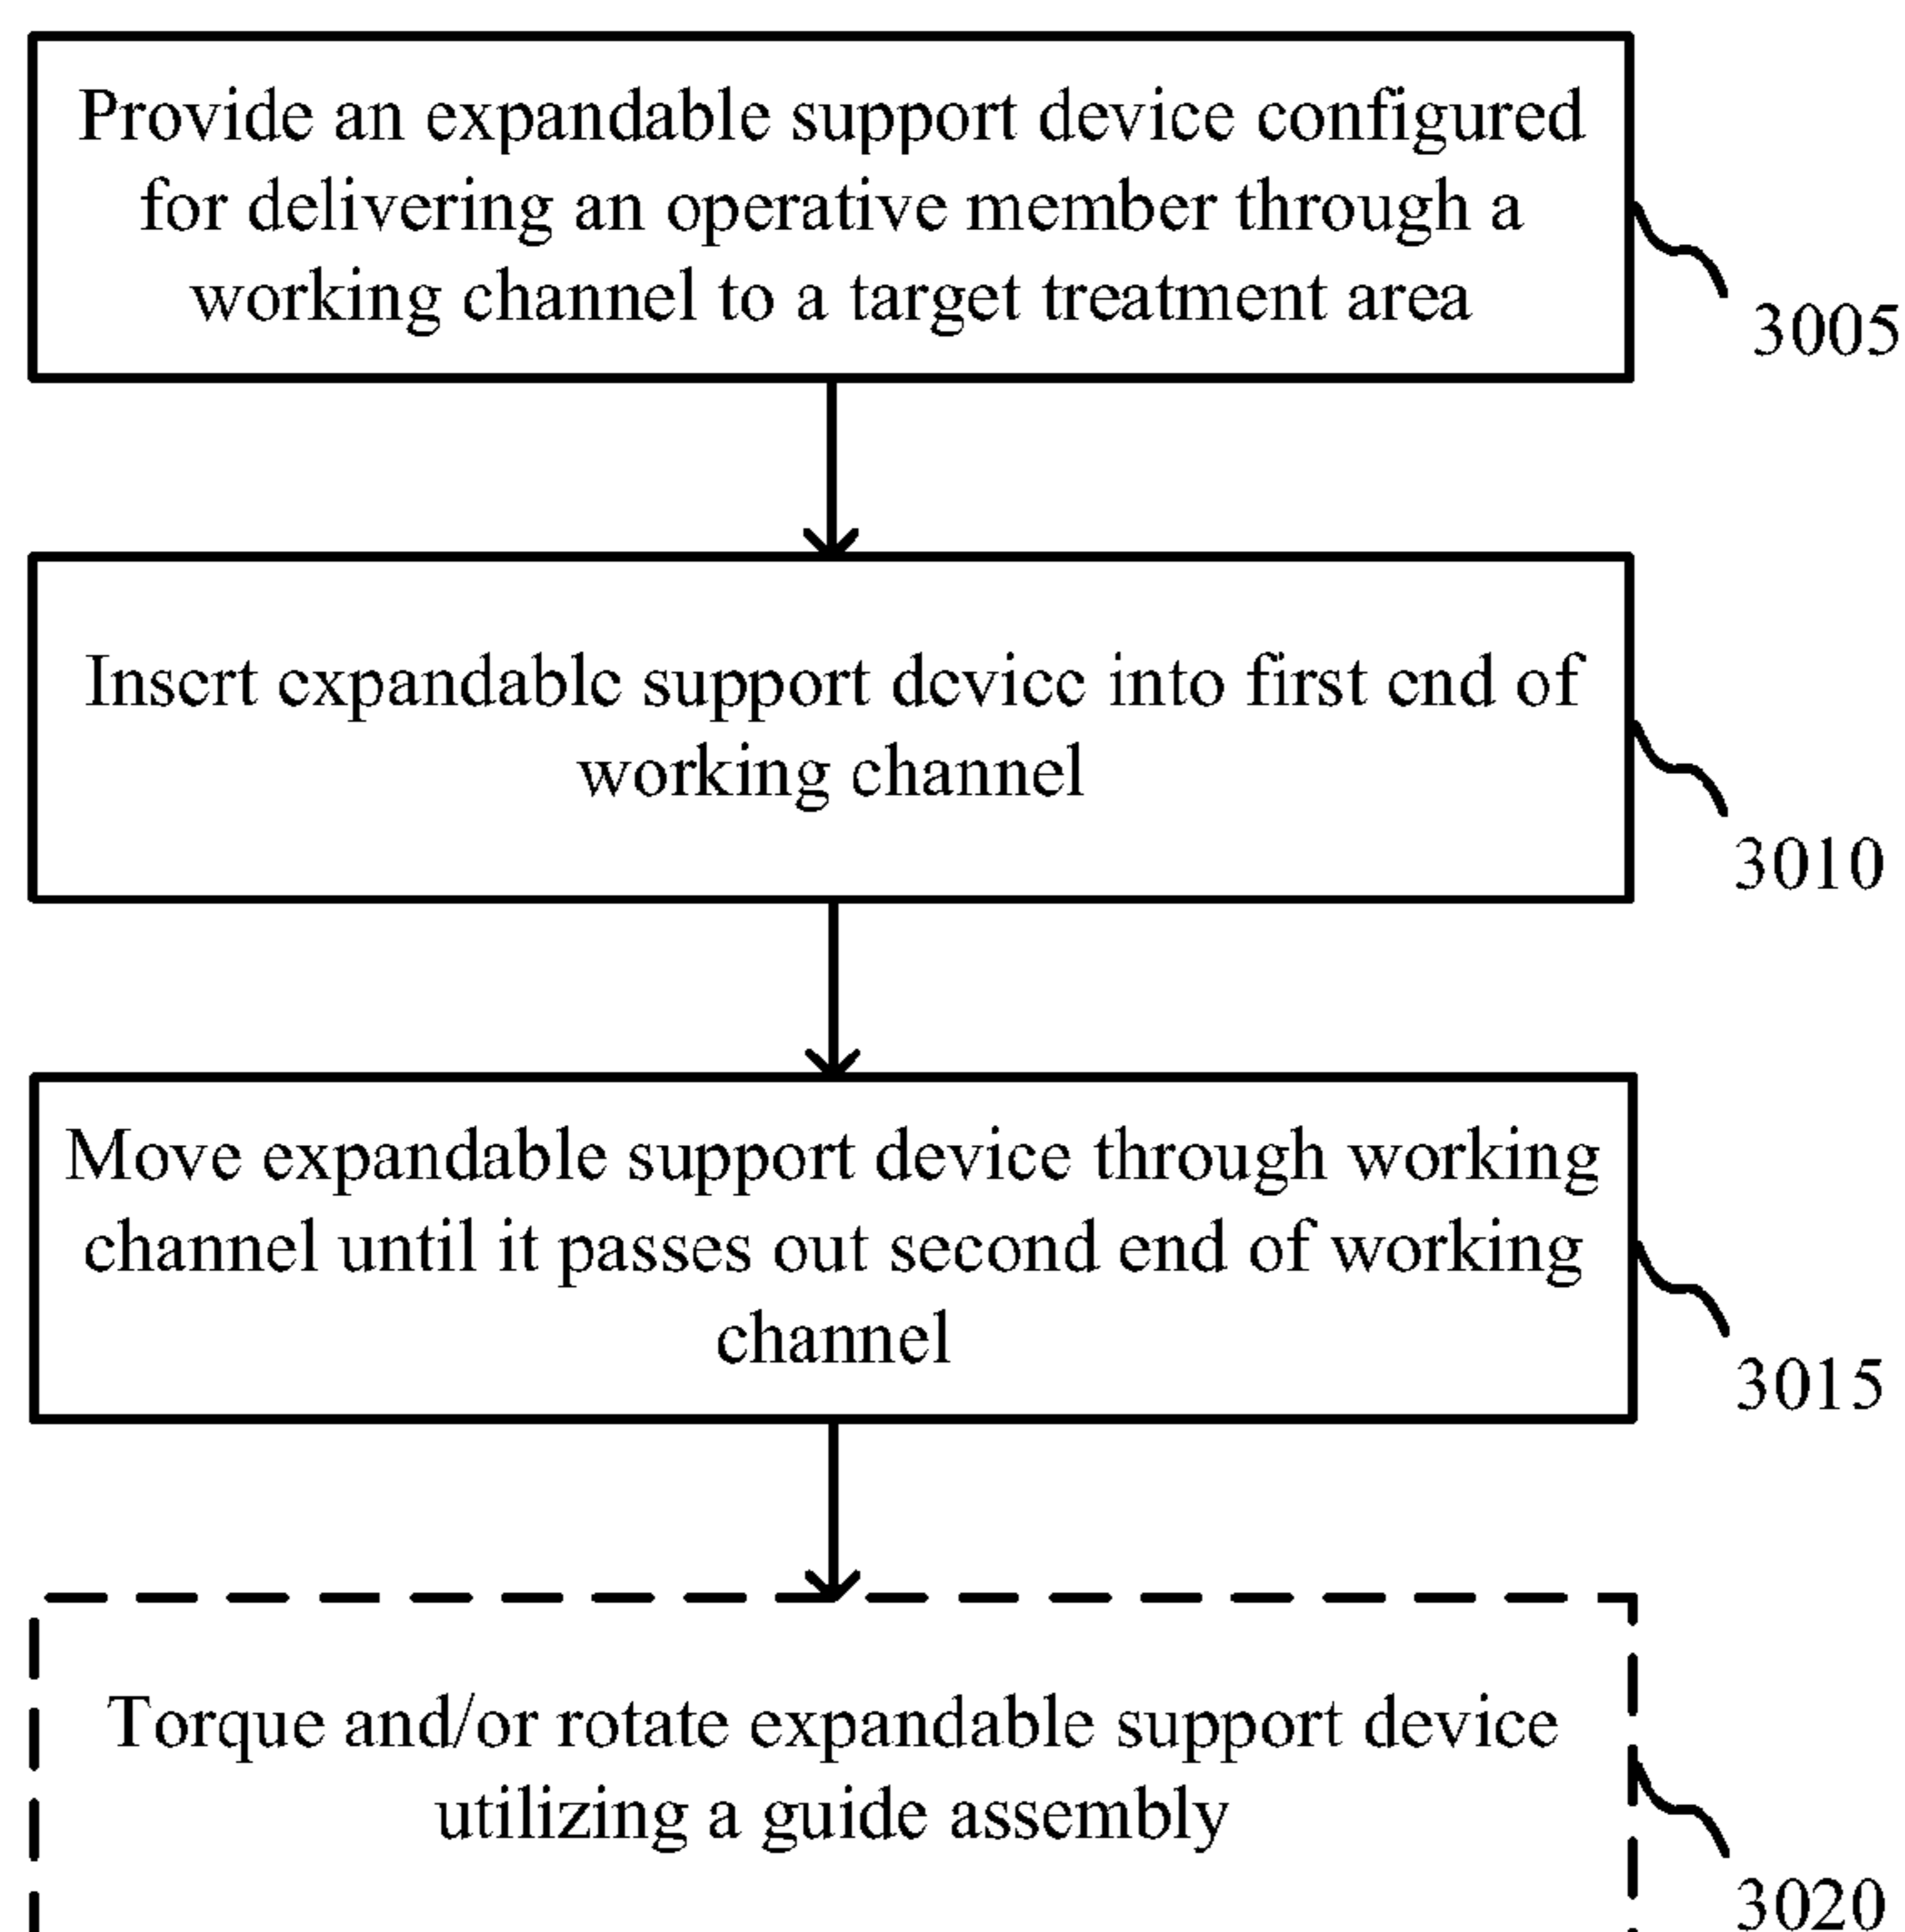 Provide an expandable support device configured
for delivering an operative member through a
working channel to a target treatment area
3005
Insert expandable support device into first end of
working channel
3010
Move expandable support device through working
channel until it passes out second end of working
channel
3015
Torque and/or rotate expandable support device
utilizing a guide assembly
3020